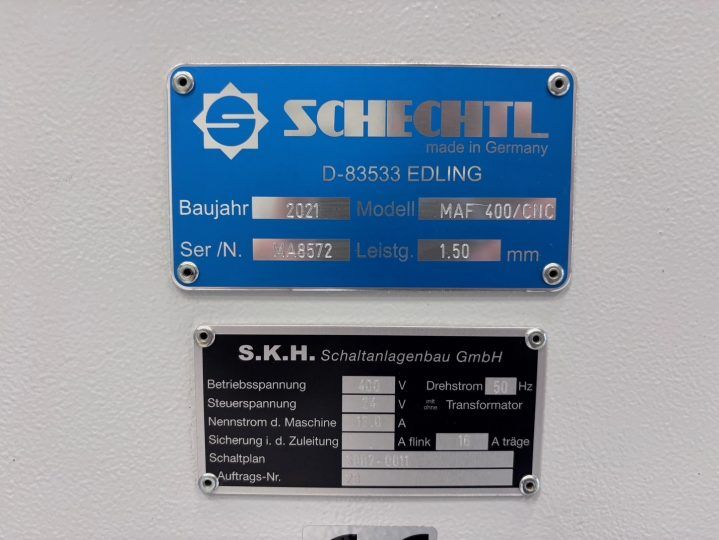 SCHECHTL
made in Germany
D-83533 EDLING
Baujahr 2021 Modell MAF 400/CNC
Ser /N. MA8572 Leistg. 1.50 mm
S.K.H. Schaltanlagenbau GmbH
Betriebsspannung 400 V Drehstrom 50 Hz
Steuerspannung 24 V mit ohne Transformator
Nennstrom d. Maschine A
Sicherung i. d. Zuleitung A flink 16 A träge
Schaltplan
Auftrags-Nr.